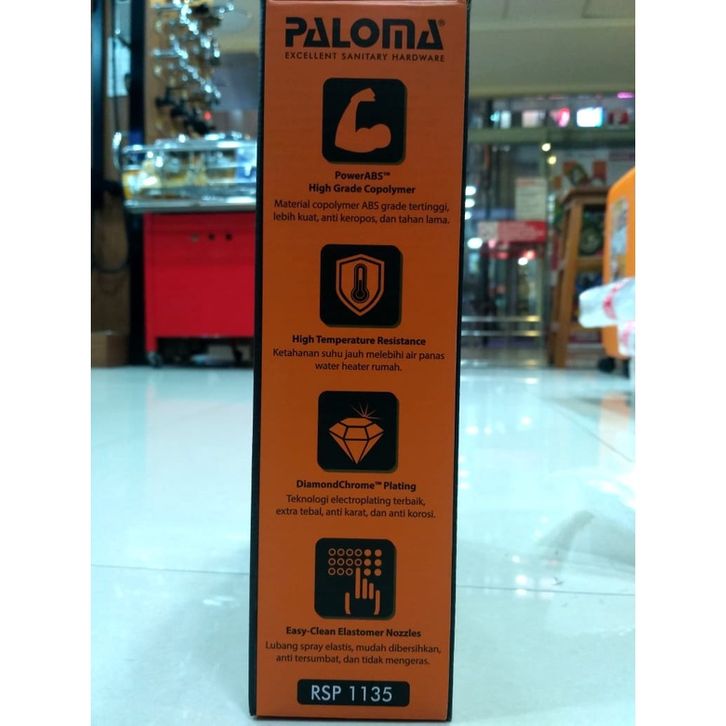 PALOMA®
EXCELLENT SANITARY HARDWARE
PowerABS™
High Grade Copolymer
Material copolymer ABS grade tertinggi,
lebih kuat, anti keropos, dan tahan lama.
High Temperature Resistance
Ketahanan suhu jauh melebihi air panas
water heater rumah.
DiamondChrome™ Plating
Teknologi electroplating terbaik,
extra tebal, anti karat, dan anti korosi.
Easy-Clean Elastomer Nozzles
Lubang spray elastis, mudah dibersihkan,
anti tersumbat, dan tidak mengeras.
RSP 1135